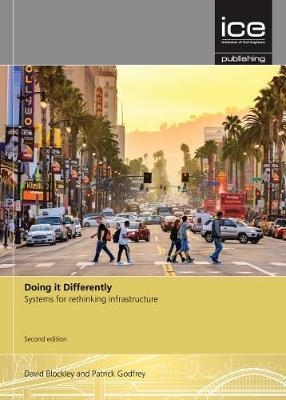 ice
Institution of Civil Engineers
publishing
Doing it Differently
Systems for rethinking infrastructure
Second edition
David Blockley and Patrick Godfrey